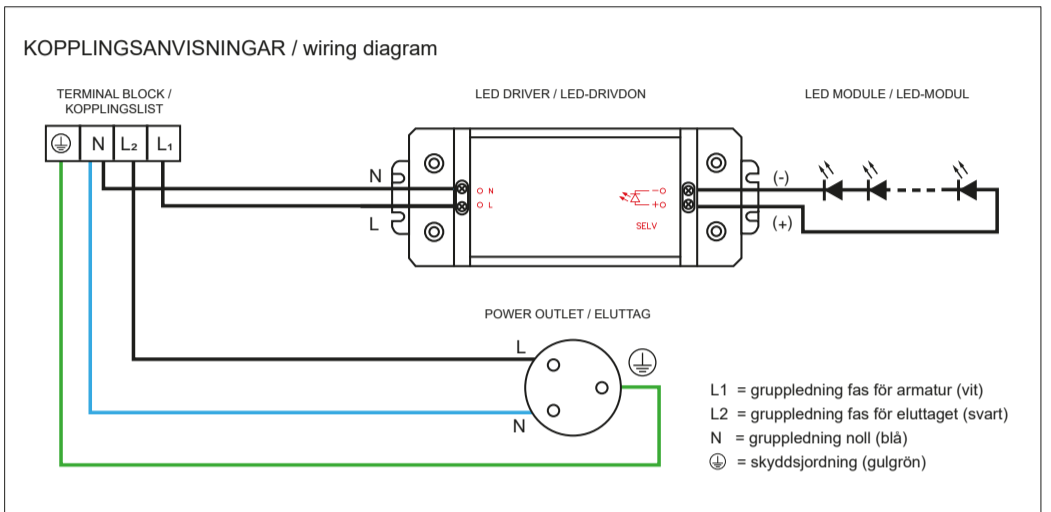 KOPPLINGSANVISNINGAR / wiring diagram
TERMINAL BLOCK /
KOPPLINGSLIST
LED DRIVER / LED-DRIVDON
LED MODULE / LED-MODUL
N L₂ L₁
N
L
N
L
-
+
SELV
(-)
(+)
POWER OUTLET / ELUTTAG
L
N
L1 = gruppledning fas för armatur (vit)
L2 = gruppledning fas för eluttaget (svart)
N = gruppledning noll (blå)
⏚ = skyddsjordning (gulgrön)